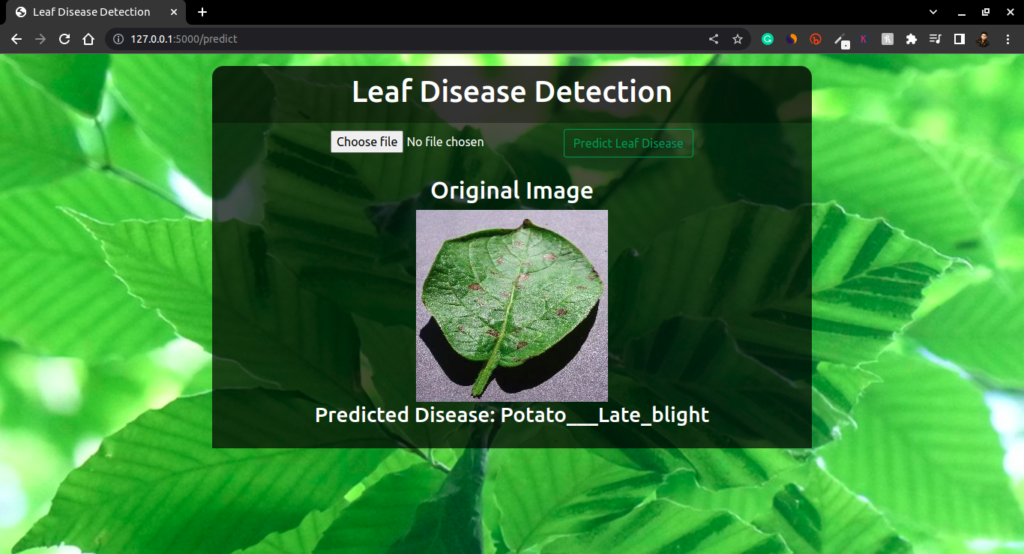 Leaf Disease Detection
127.0.0.1:5000/predict
Leaf Disease Detection
Choose file No file chosen
Predict Leaf Disease
Original Image
Predicted Disease: Potato___Late_blight